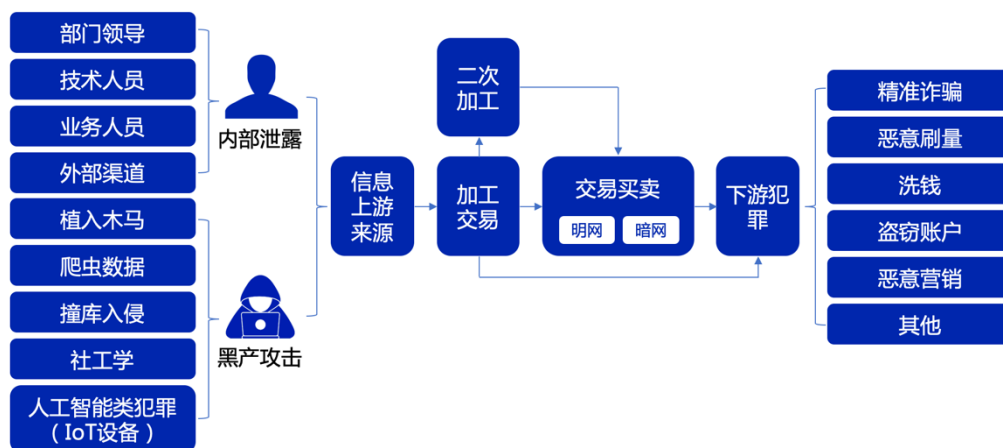 部门领导
技术人员
业务人员
外部渠道
植入木马
爬虫数据
撞库入侵
社工学
人工智能类犯罪
（IoT设备）
内部泄露
黑产攻击
信息
上游
来源
二次
加工
加工
交易
交易买卖
明网
暗网
下游犯
罪
精准诈骗
恶意刷量
洗钱
盗窃账户
恶意营销
其他